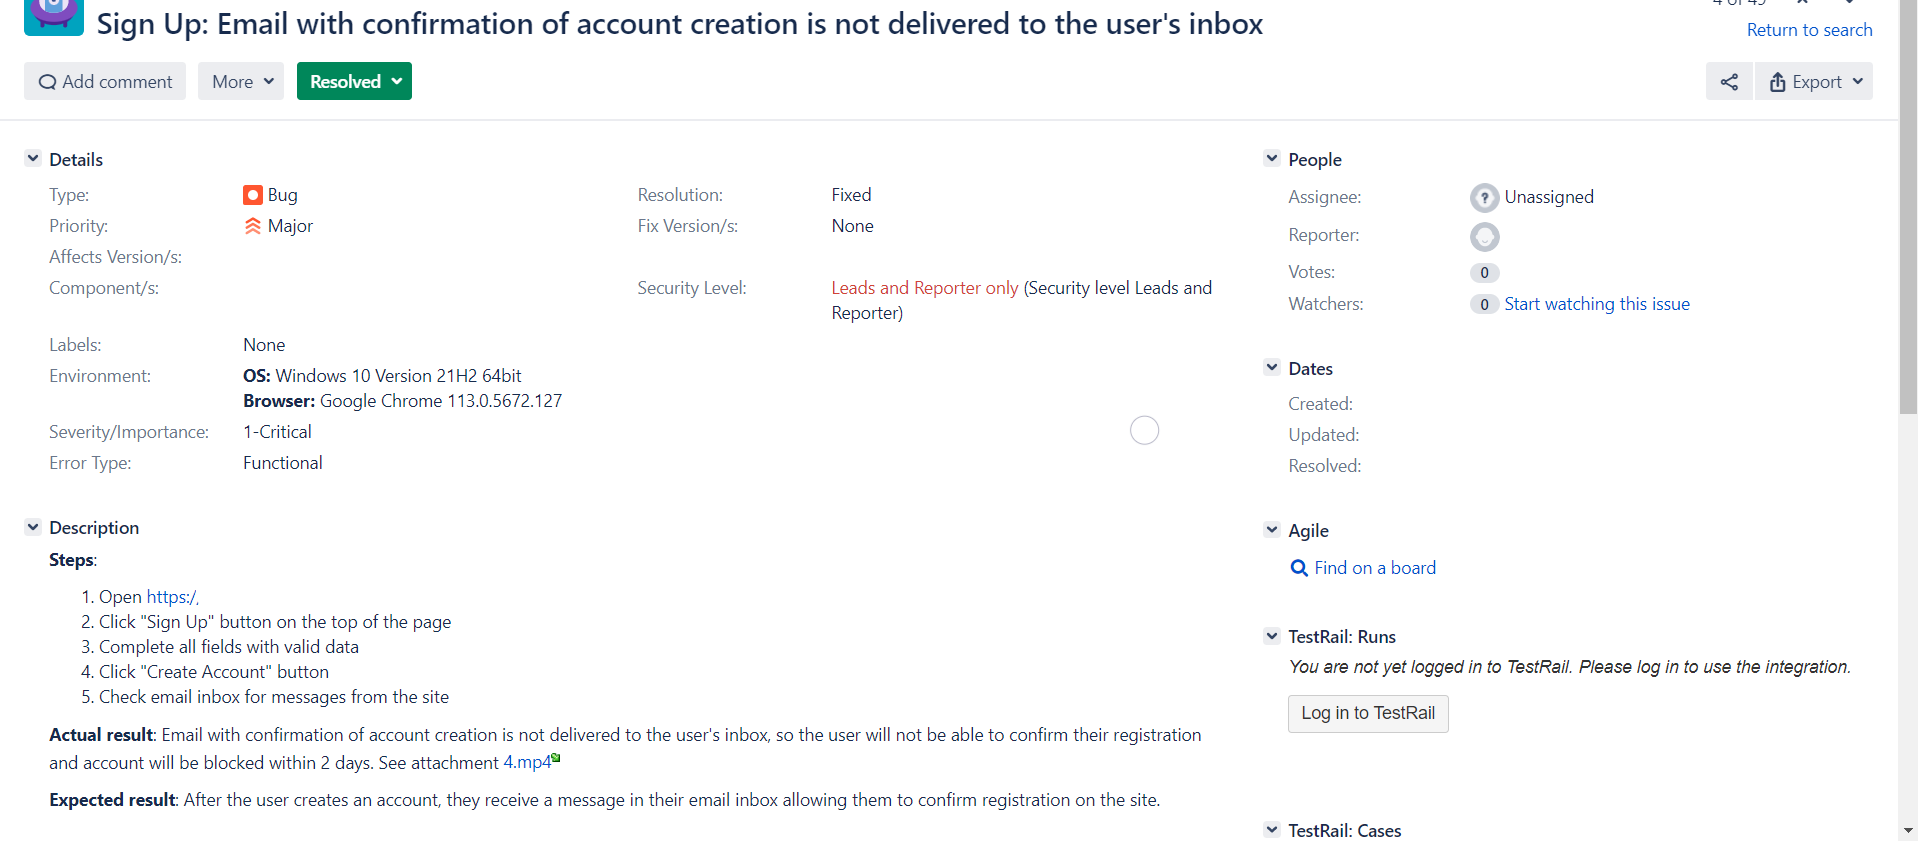 Sign Up: Email with confirmation of account creation is not delivered to the user's inbox
Return to search
Add comment
More
Resolved
Export
Details
Type:
Bug
Resolution:
Fixed
Priority:
Major
Fix Version/s:
None
Affects Version/s:
Component/s:
Security Level:
Leads and Reporter only (Security level Leads and
Reporter)
Labels:
None
Environment:
OS: Windows 10 Version 21H2 64bit
Browser: Google Chrome 113.0.5672.127
Severity/Importance:
1-Critical
Error Type:
Functional
Description
Steps:
1. Open https:/,
2. Click "Sign Up" button on the top of the page
3. Complete all fields with valid data
4. Click "Create Account" button
5. Check email inbox for messages from the site
Actual result: Email with confirmation of account creation is not delivered to the user's inbox, so the user will not be able to confirm their registration
and account will be blocked within 2 days. See attachment 4.mp4
Expected result: After the user creates an account, they receive a message in their email inbox allowing them to confirm registration on the site.
People
Assignee:
? Unassigned
Reporter:
Votes:
0
Watchers:
0 Start watching this issue
Dates
Created:
Updated:
Resolved:
Agile
Find on a board
TestRail: Runs
You are not yet logged in to TestRail. Please log in to use the integration.
Log in to TestRail
TestRail: Cases